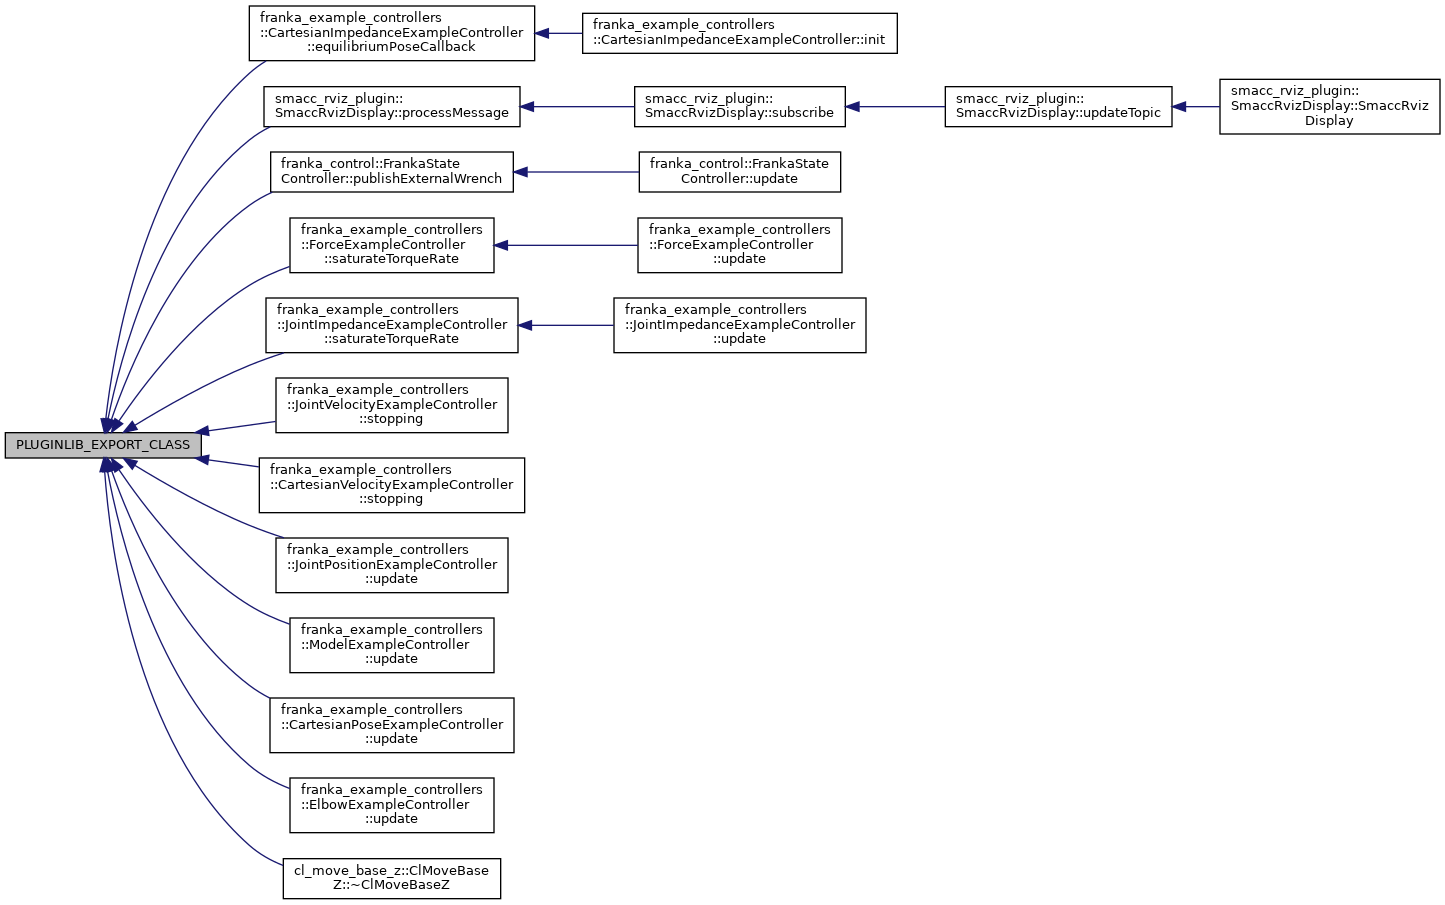 franka_example_controllers
::CartesianImpedanceExampleController
::equilibriumPoseCallback
franka_example_controllers
::CartesianImpedanceExampleController::init
smacc_rviz_plugin::
SmaccRvizDisplay::processMessage
smacc_rviz_plugin::
SmaccRvizDisplay::subscribe
smacc_rviz_plugin::
SmaccRvizDisplay::updateTopic
smacc_rviz_plugin::
SmaccRvizDisplay::SmaccRviz
Display
franka_control::FrankaState
Controller::publishExternalWrench
franka_control::FrankaState
Controller::update
franka_example_controllers
::ForceExampleController
::saturateTorqueRate
franka_example_controllers
::ForceExampleController
::update
franka_example_controllers
::JointImpedanceExampleController
::saturateTorqueRate
franka_example_controllers
::JointImpedanceExampleController
::update
franka_example_controllers
::JointVelocityExampleController
::stopping
PLUGINLIB_EXPORT_CLASS
franka_example_controllers
::CartesianVelocityExampleController
::stopping
franka_example_controllers
::JointPositionExampleController
::update
franka_example_controllers
::ModelExampleController
::update
franka_example_controllers
::CartesianPoseExampleController
::update
franka_example_controllers
::ElbowExampleController
::update
cl_move_base_z::ClMoveBase
Z::~ClMoveBaseZ